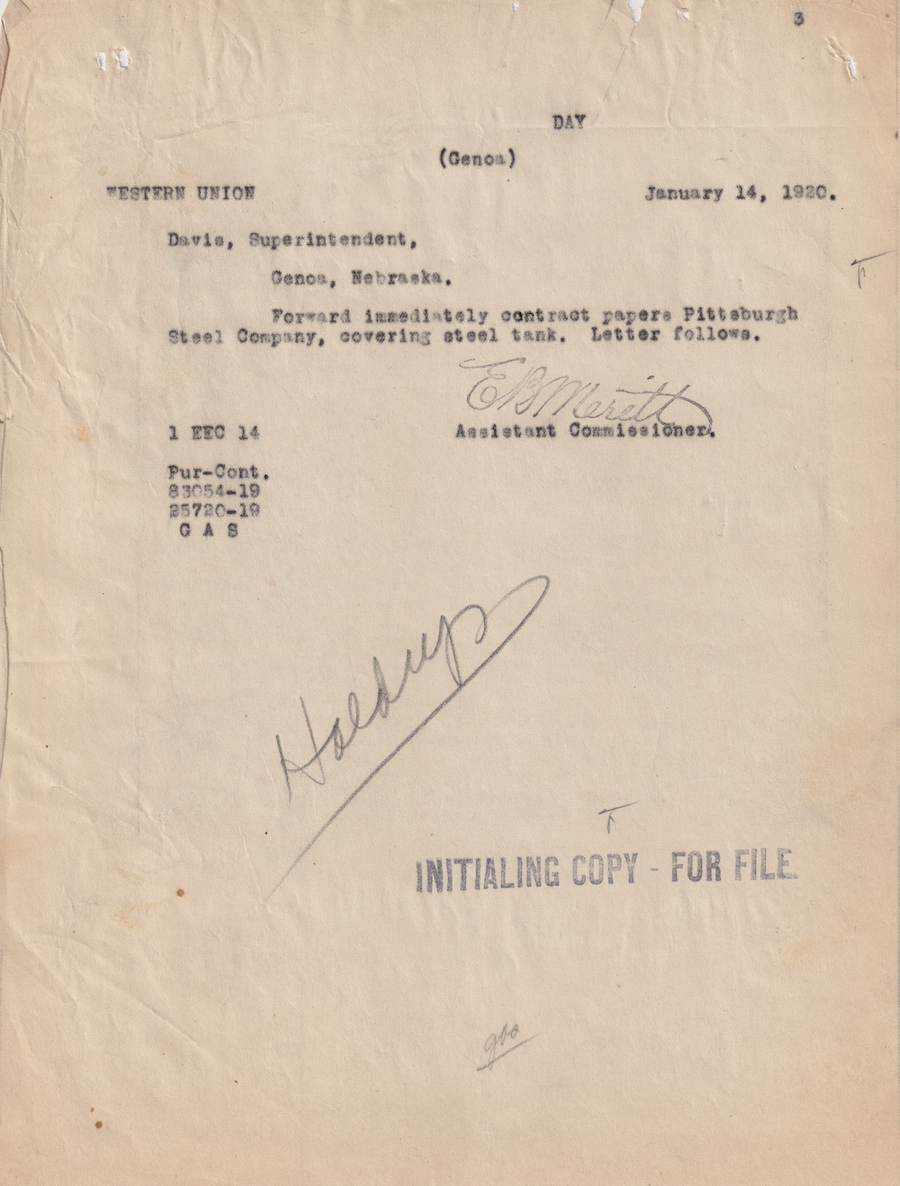 3
DAY
(Genoa)
WESTERN UNION January 14, 1920.
Davis, Superintendent,
Genoa, Nebraska.
Forward immediately contract papers Pittsburgh
Steel Company, covering steel tank. Letter follows.
E B Meritt
Assistant Commissioner.
1 EEC 14
Pur-Cont.
83054-19
25720-19
G A S
Holdup
INITIALING COPY - FOR FILE.